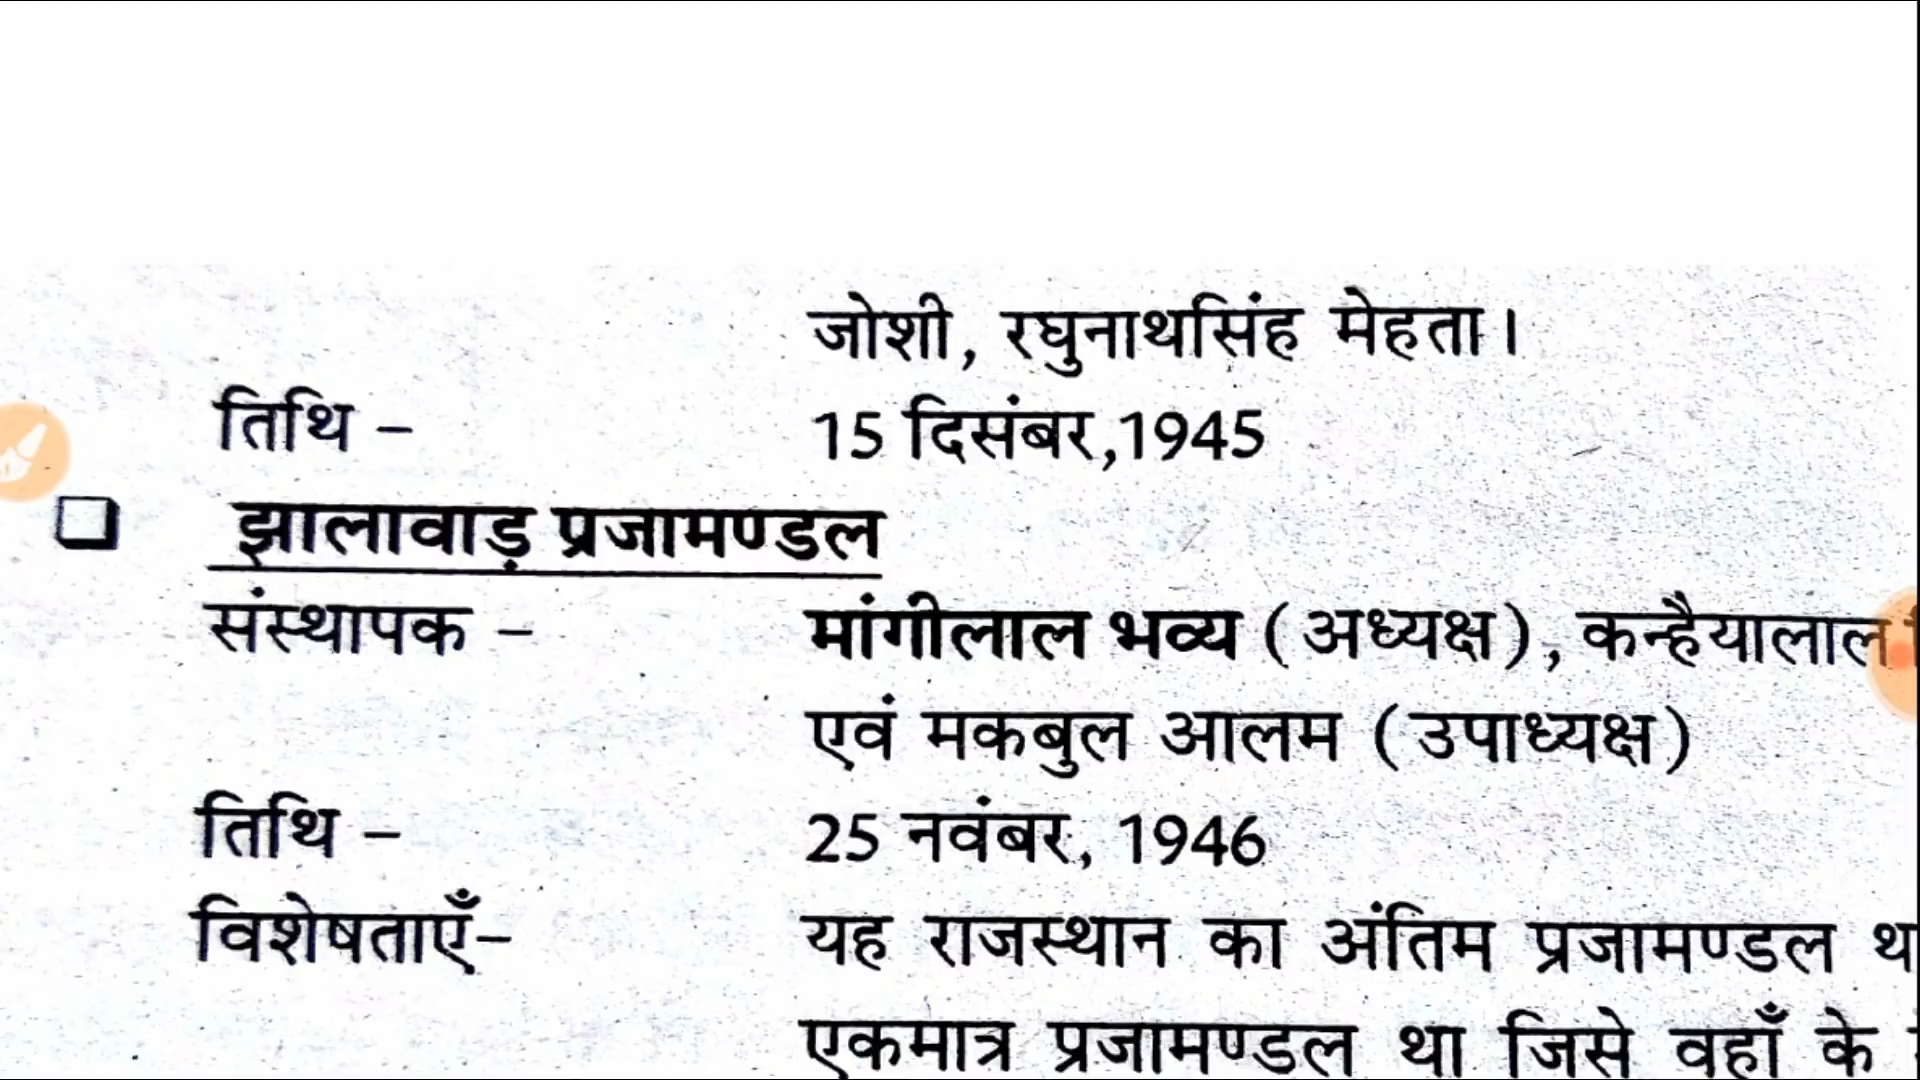 जोशी, रघुनाथसिंह मेहता।
तिथि – 15 दिसंबर,1945
झालावाड़ प्रजामण्डल
संस्थापक – मांगीलाल भव्य (अध्यक्ष), कन्हैयालाल
एवं मकबुल आलम (उपाध्यक्ष)
तिथि – 25 नवंबर, 1946
विशेषताएँ– यह राजस्थान का अंतिम प्रजामण्डल
एकमात्र प्रजामण्डल था जिसे वहाँ के